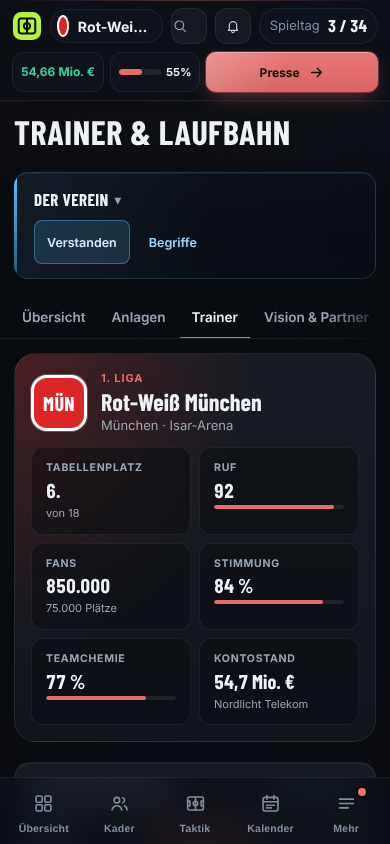 Rot-Wei...
Spieltag 3 / 34
54,66 Mio. €
55%
Presse →
TRAINER & LAUFBAHN
DER VEREIN ▾
Verstanden
Begriffe
Übersicht Anlagen Trainer Vision & Partner
MÜN
1. LIGA
Rot-Weiß München
München · Isar-Arena
TABELLENPLATZ
6.
von 18
RUF
92
FANS
850.000
75.000 Plätze
STIMMUNG
84 %
TEAMCHEMIE
77 %
KONTOSTAND
54,7 Mio. €
Nordlicht Telekom
Übersicht Kader Taktik Kalender Mehr